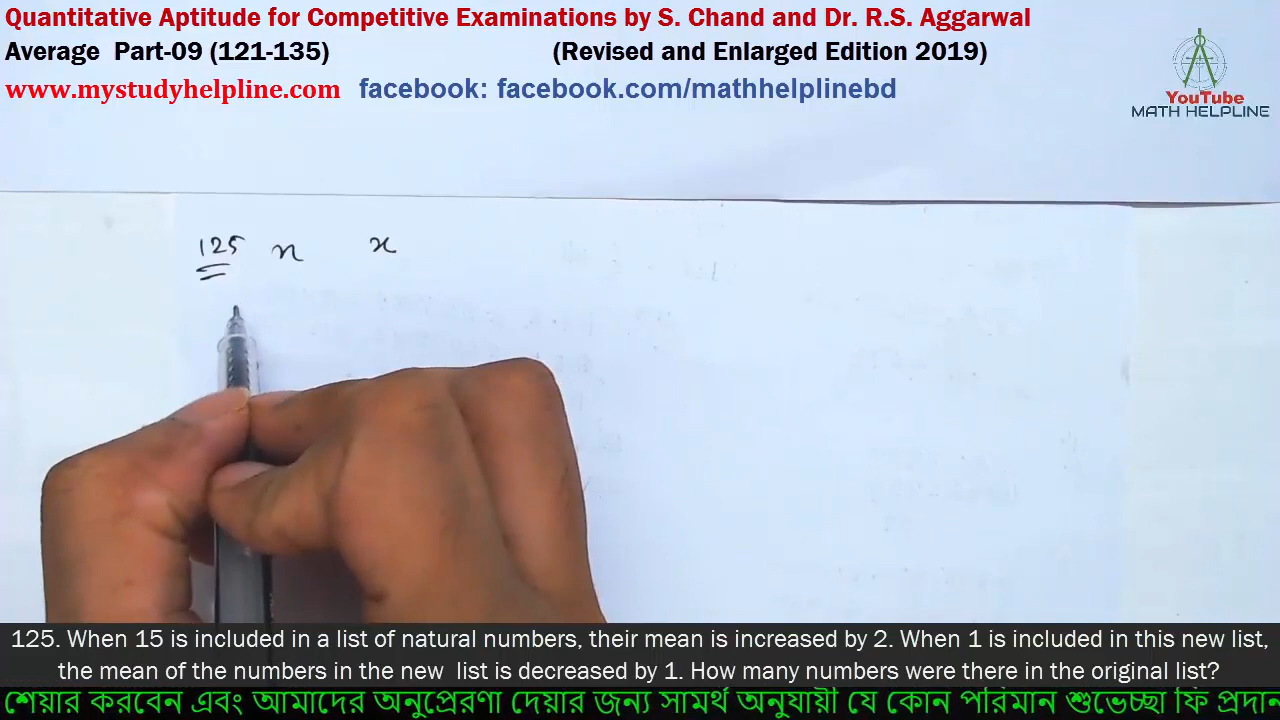 Quantitative Aptitude for Competitive Examinations by S. Chand and Dr. R.S. Aggarwal
Average Part-09 (121-135) (Revised and Enlarged Edition 2019)
www.mystudyhelpline.com facebook: facebook.com/mathhelplinebd
YouTube
MATH HELPLINE
125 n x
125. When 15 is included in a list of natural numbers, their mean is increased by 2. When 1 is included in this new list,
the mean of the numbers in the new list is decreased by 1. How many numbers were there in the original list?
শেয়ার করবেন এবং আমাদের অনুপ্রেরণা দেয়ার জন্য সামর্থ অনুযায়ী যে কোন পরিমান শুভেচ্ছা ফি প্রদান